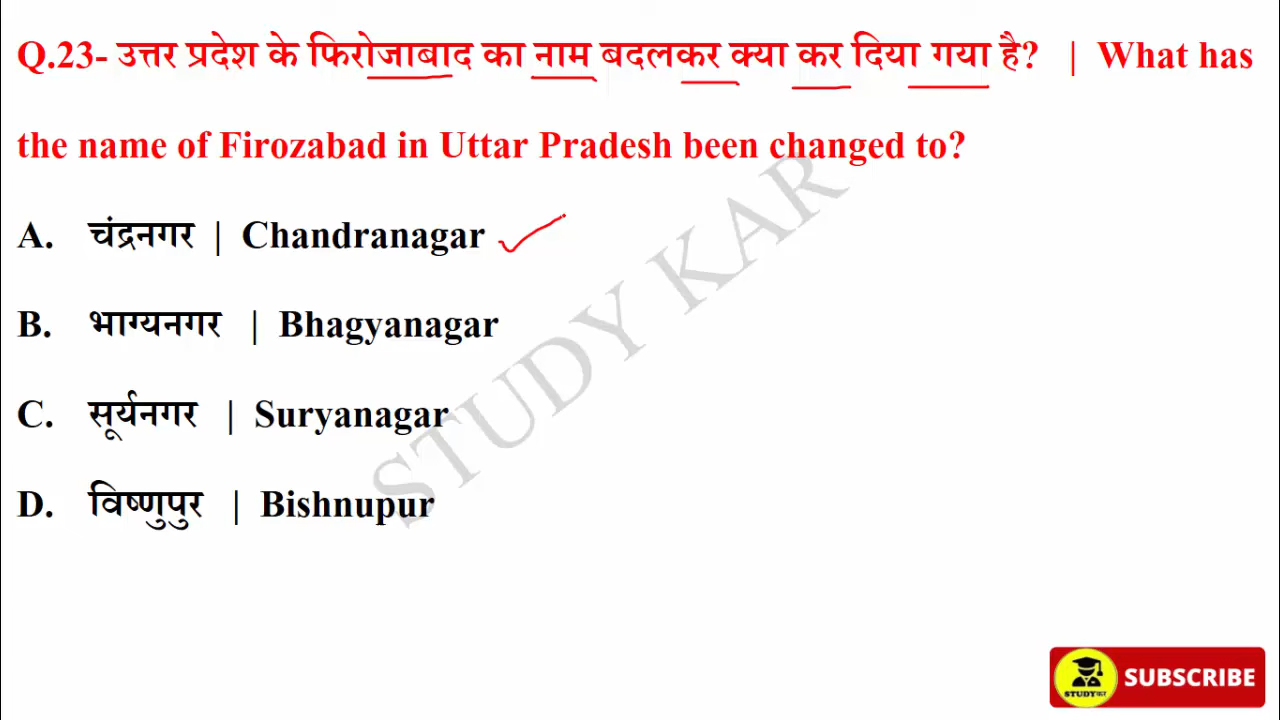 Q.23- उत्तर प्रदेश के फिरोजाबाद का नाम बदलकर क्या कर दिया गया है? | What has
the name of Firozabad in Uttar Pradesh been changed to?
A. चंद्रनगर | Chandranagar
B. भाग्यनगर | Bhagyanagar
C. सूर्यनगर | Suryanagar
D. विष्णुपुर | Bishnupur
STUDY KAR
STUDYकर
SUBSCRIBE